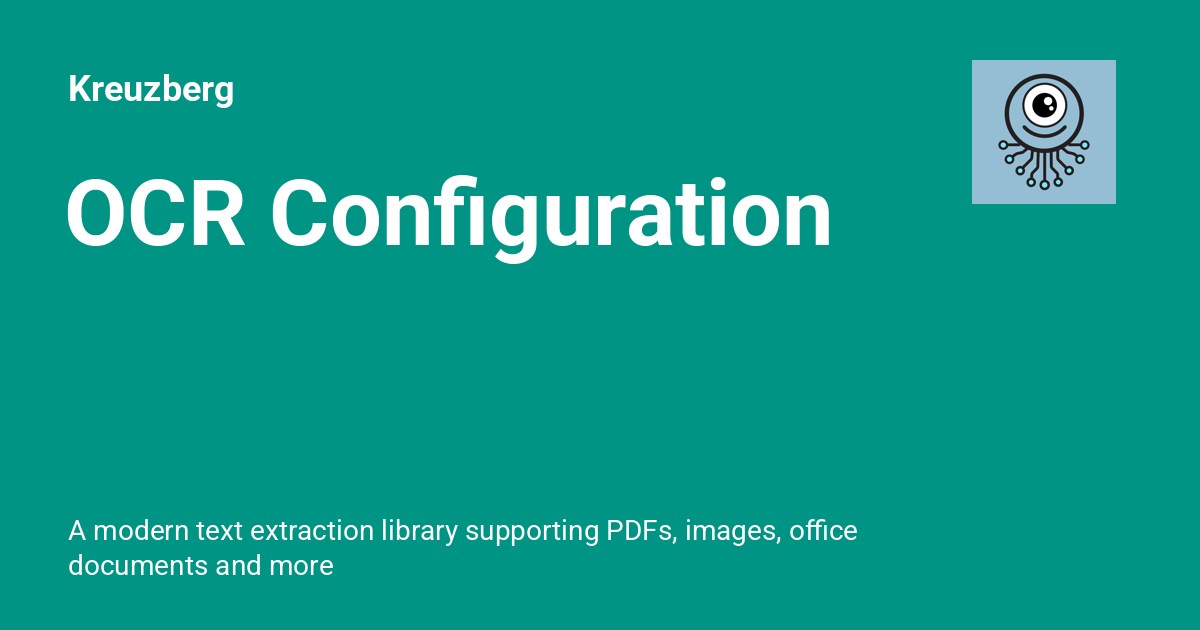 Kreuzberg
OCR Configuration
A modern text extraction library supporting PDFs, images, office
documents and more